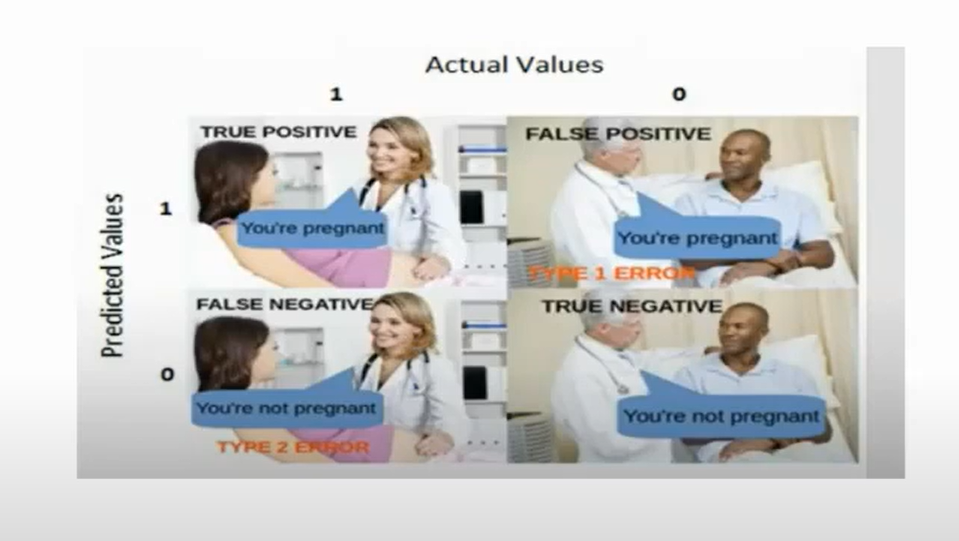 Actual Values
1
0
Predicted Values
1
TRUE POSITIVE
You're pregnant
FALSE POSITIVE
You're pregnant
TYPE 1 ERROR
0
FALSE NEGATIVE
You're not pregnant
TYPE 2 ERROR
TRUE NEGATIVE
You're not pregnant